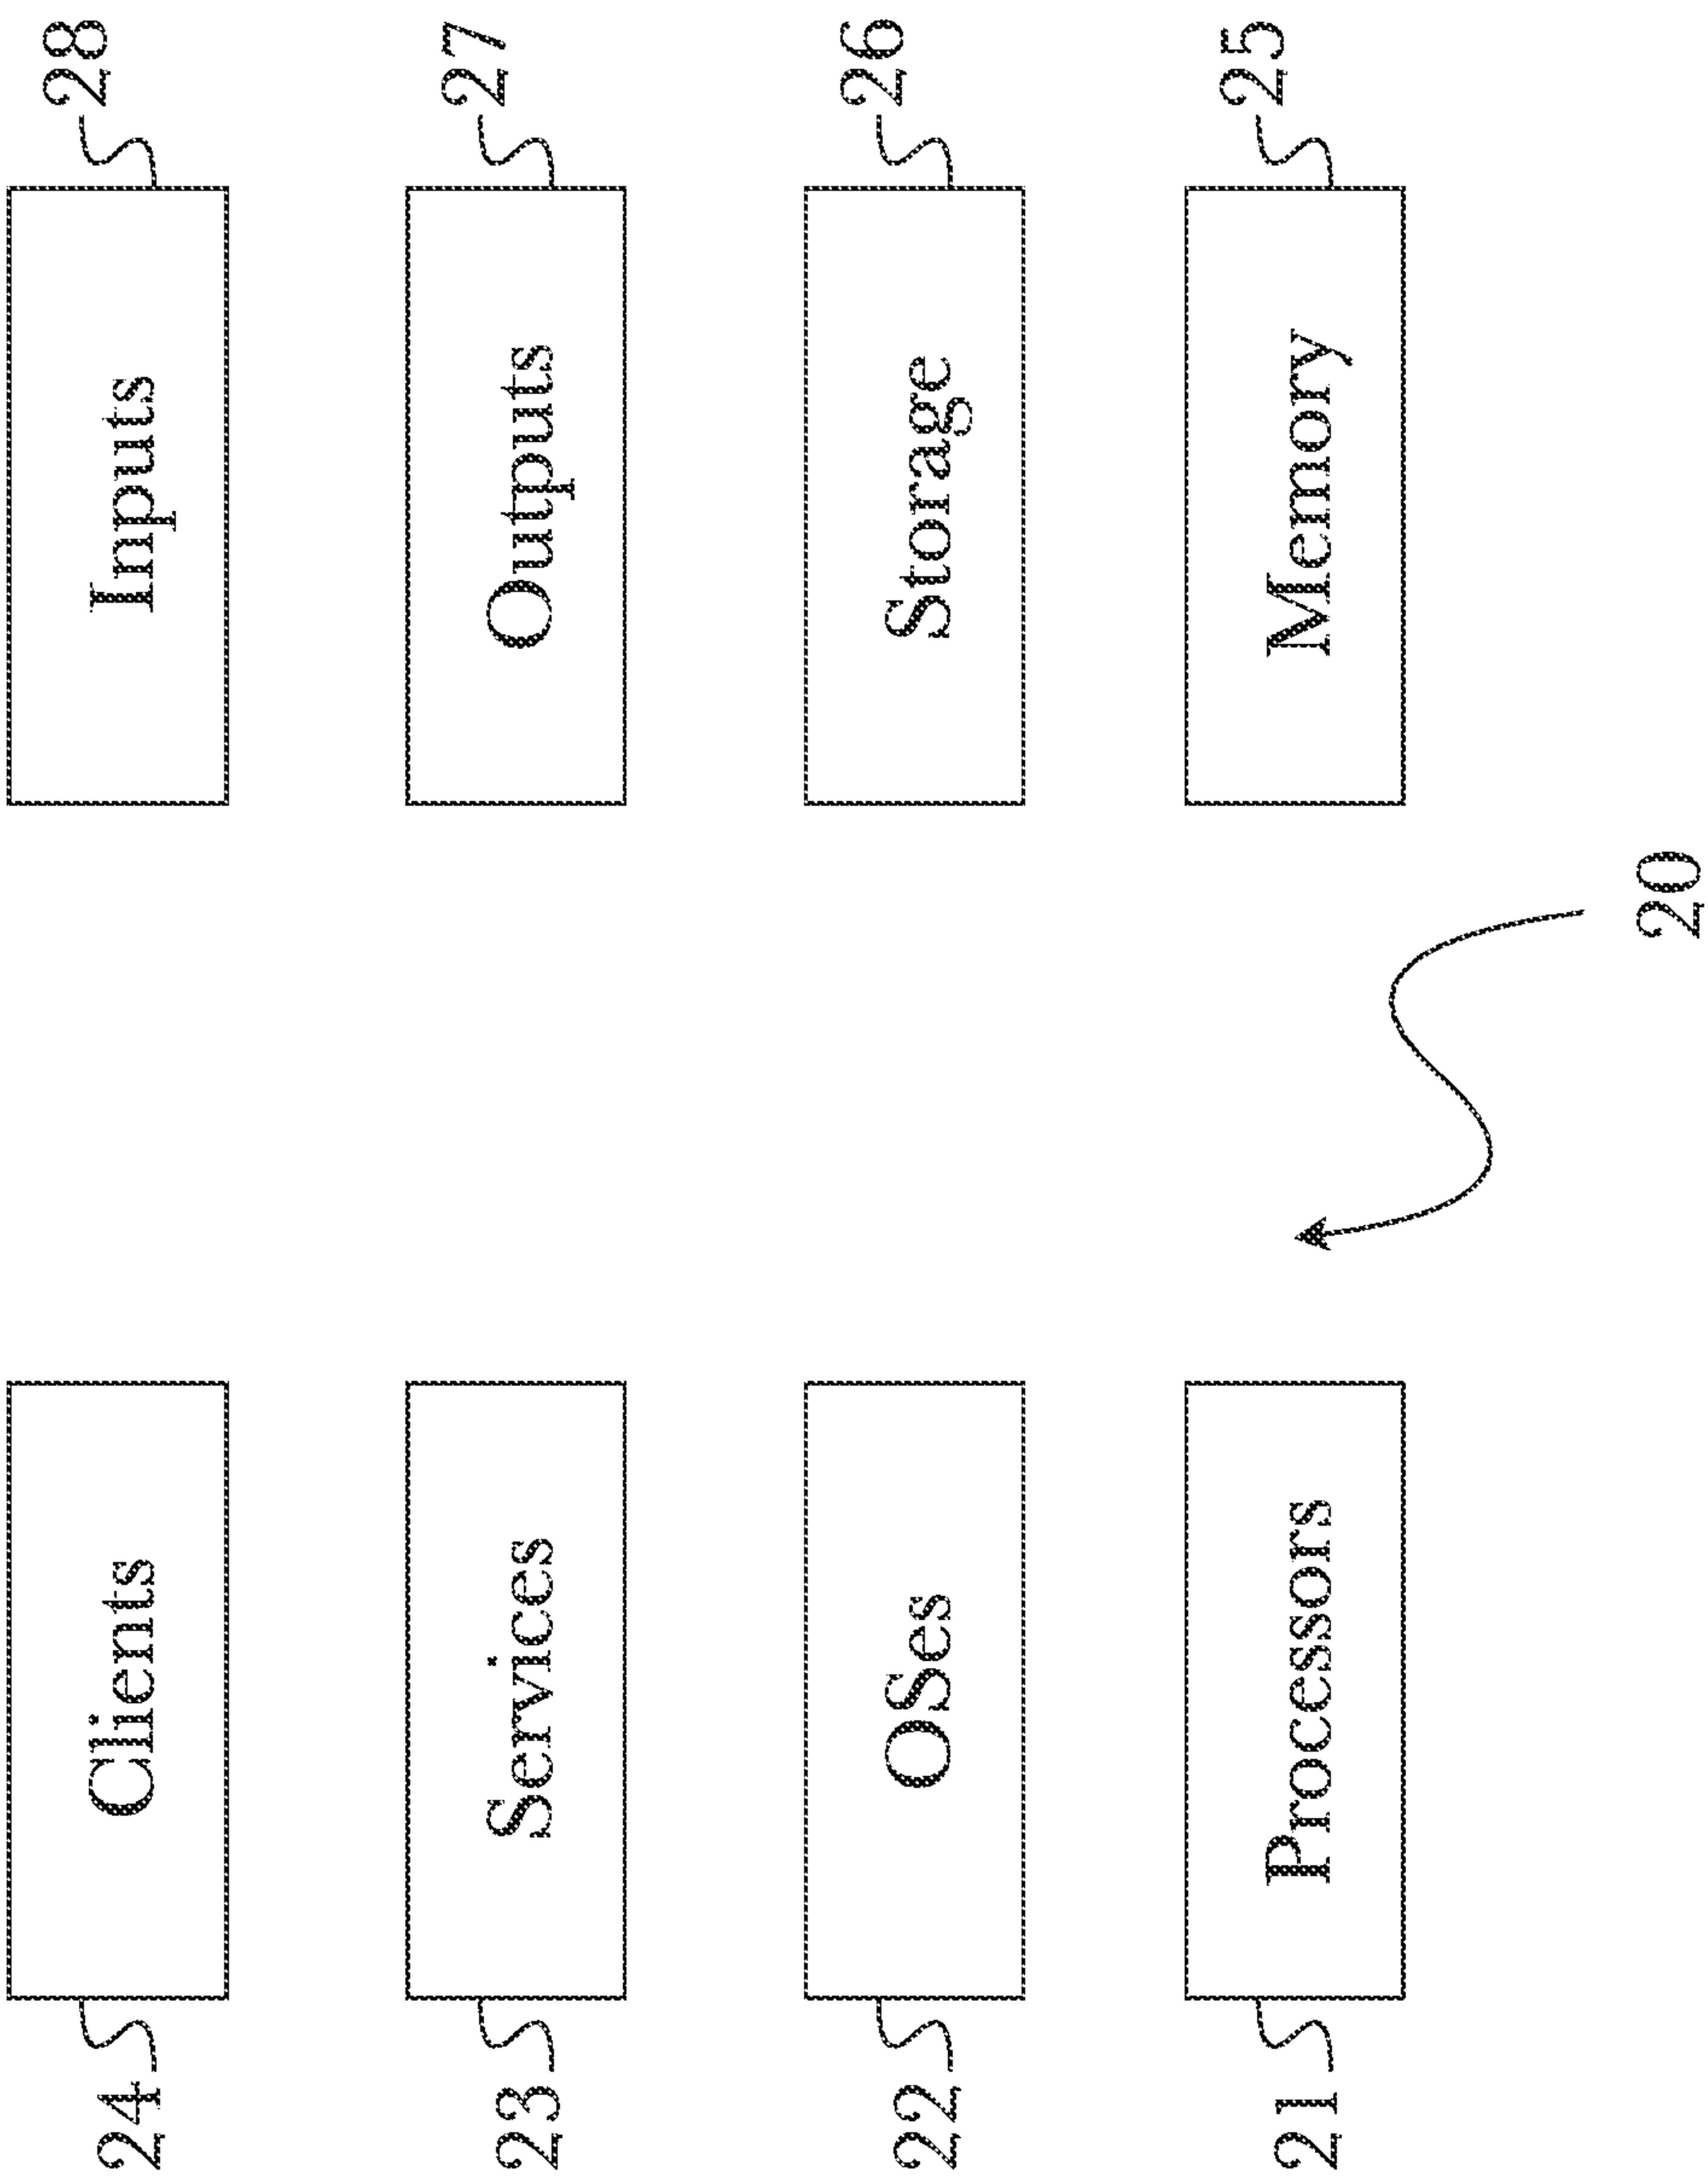 24 Clients Inputs 28
23 Services Outputs 27
22 OSes Storage 26
21 Processors Memory 25
20